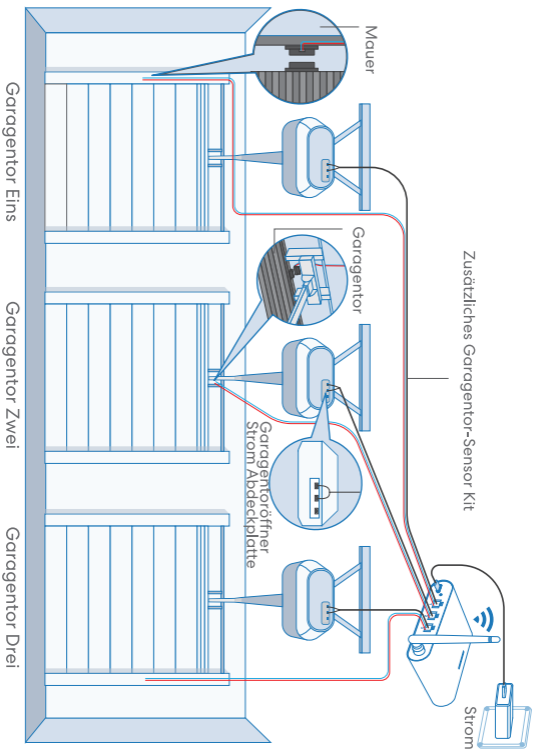 Zusätzliches Garagentor-Sensor Kit
Strom
Mauer
Garagentor
Garagentoröffner
Strom Abdeckplatte
Garagentor Eins
Garagentor Zwei
Garagentor Drei